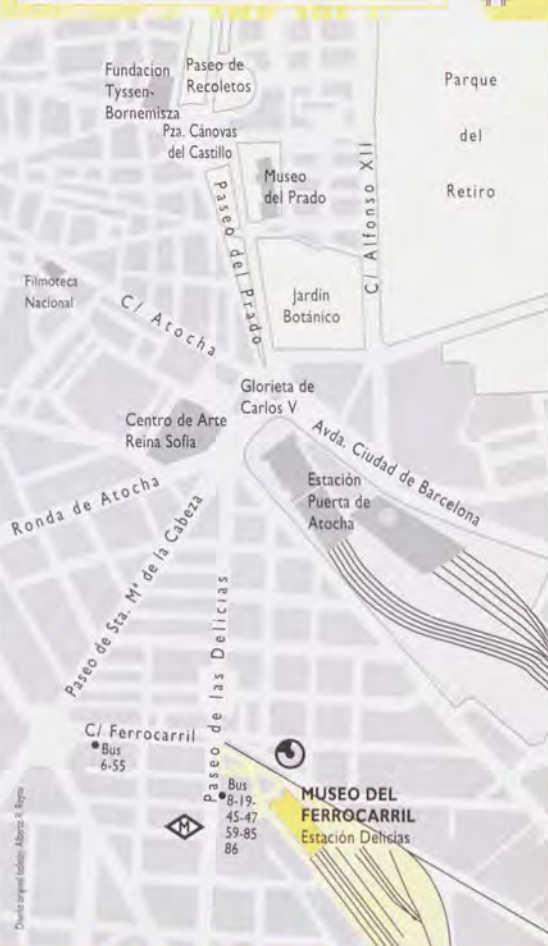 Fundacion
Tyssen-
Bornemisza
Paseo de
Recoletos
Pza. Cánovas
del Castillo
Museo
del Prado
Parque
del
Retiro
C/ Alfonso XII
Paseo del Prado
Jardín
Botánico
Filmoteca
Nacional
C/ Atocha
Glorieta de
Carlos V
Centro de Arte
Reina Sofía
Avda. Ciudad de Barcelona
Estación
Puerta de
Atocha
Ronda de Atocha
Paseo de Sta. Mª de la Cabeza
Paseo de las Delicias
C/ Ferrocarril
Bus
6-55
Bus
8-19-
45-47
59-85
86
M
MUSEO DEL
FERROCARRIL
Estación Delicias
Alberto R. Reyes